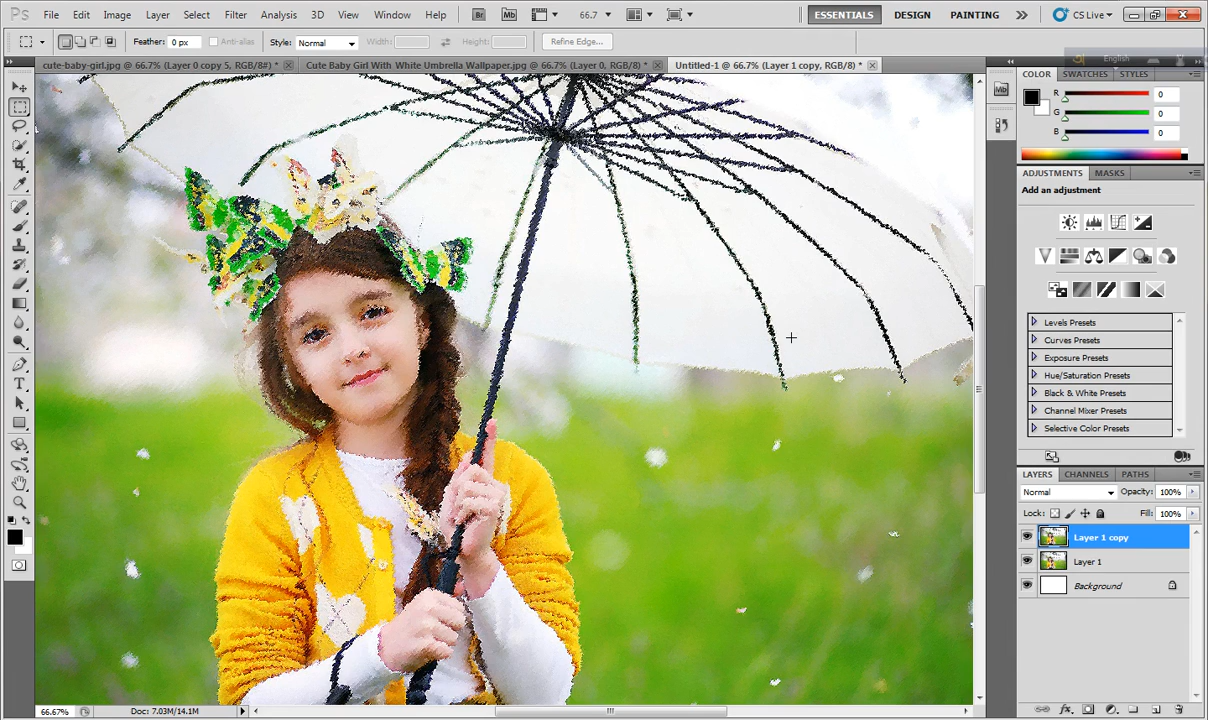 Ps File Edit Image Layer Select Filter Analysis 3D View Window Help Br Mb 66.7 ESSENTIALS DESIGN PAINTING CS Live
Feather: 0 px Anti-alias Style: Normal Width: Height: Refine Edge...
cute-baby-girl.jpg @ 66.7% (Layer 0 copy 5, RGB/8#) * Cute Baby Girl With White Umbrella Wallpaper.jpg @ 66.7% (Layer 0, RGB/8) * Untitled-1 @ 66.7% (Layer 1 copy, RGB/8) *
English
COLOR SWATCHES STYLES
Mb
R 0
G 0
B 0
ADJUSTMENTS MASKS
Add an adjustment
Levels Presets
Curves Presets
Exposure Presets
Hue/Saturation Presets
Black & White Presets
Channel Mixer Presets
Selective Color Presets
LAYERS CHANNELS PATHS
Normal Opacity: 100%
Lock: Fill: 100%
Layer 1 copy
Layer 1
Background
T
66.67% Doc: 7.03M/14.1M
fx